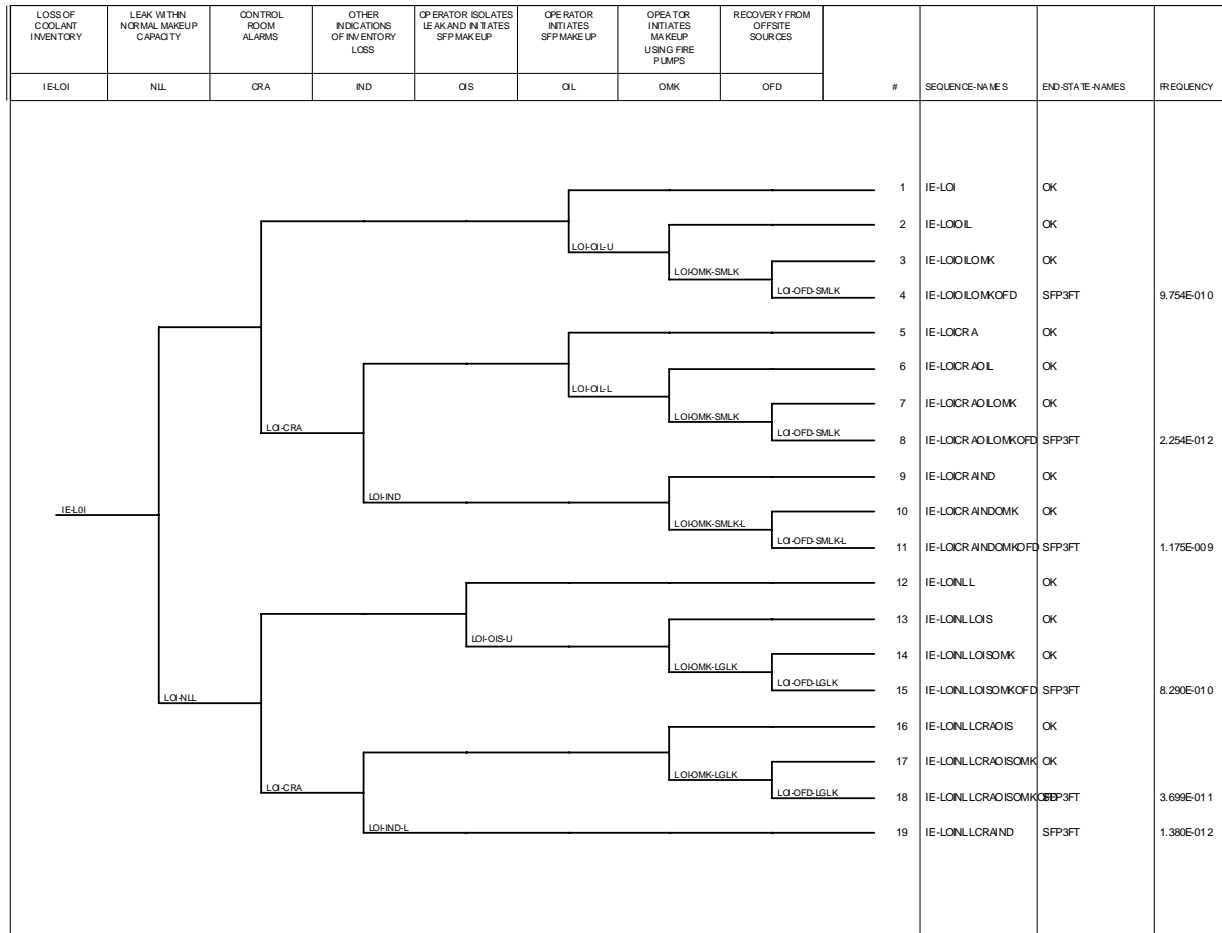 LOSS OF
COOLANT
INVENTORY
LEAK WITHIN
NORMAL MAKEUP
CAPACITY
CONTROL
ROOM
ALARMS
OTHER
INDICATIONS
OF INVENTORY
LOSS
OPERATOR ISOLATES
LEAK AND INITIATES
SFP MAKEUP
OPERATOR
INITIATES
SFP MAKEUP
OPEATOR
INITIATES
MAKEUP
USING FIRE
PUMPS
RECOVERY FROM
OFFSITE
SOURCES
IE-LOI
NLL
CRA
IND
OIS
OIL
OMK
OFD
#
SEQUENCE-NAMES
END-STATE-NAMES
FREQUENCY
1 IE-LOI OK
2 IE-LOIOIL OK
LOI-OIL-U
3 IE-LOIOILOMK OK
LOI-OMK-SMLK
LOI-OFD-SMLK
4 IE-LOIOILOMKOFD SFP3FT 9.754E-010
5 IE-LOICRA OK
6 IE-LOICRAOIL OK
LOI-OIL-L
7 IE-LOICRAOILOMK OK
LOI-OMK-SMLK
LOI-CRA
LOI-OFD-SMLK
8 IE-LOICRAOILOMKOFD SFP3FT 2.254E-012
9 IE-LOICRAIND OK
LOI-IND
10 IE-LOICRAINDOMK OK
IE-LOI
LOI-OMK-SMLK-L
LOI-OFD-SMLK-L
11 IE-LOICRAINDOMKOFD SFP3FT 1.175E-009
12 IE-LOINLL OK
13 IE-LOINLLOIS OK
LOI-OIS-U
14 IE-LOINLLOISOMK OK
LOI-OMK-LGLK
LOI-OFD-LGLK
15 IE-LOINLLOISOMKOFD SFP3FT 8.290E-010
LOI-NLL
16 IE-LOINLLCRAOIS OK
17 IE-LOINLLCRAOISOMK OK
LOI-OMK-LGLK
LOI-CRA
LOI-OFD-LGLK
18 IE-LOINLLCRAOISOMKOFD SFP3FT 3.699E-011
LOI-IND-L
19 IE-LOINLLCRAIND SFP3FT 1.380E-012